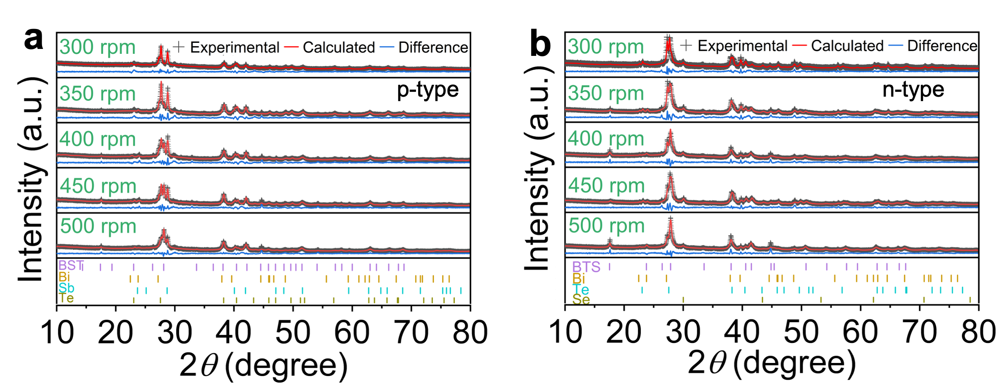 a
300 rpm
Experimental
Calculated
Difference
350 rpm
p-type
400 rpm
450 rpm
500 rpm
BST
Bi
Sb
Te
Intensity (a.u.)
10 20 30 40 50 60 70 80
2θ (degree)
b
300 rpm
Experimental
Calculated
Difference
350 rpm
n-type
400 rpm
450 rpm
500 rpm
BTS
Bi
Te
Se
Intensity (a.u.)
10 20 30 40 50 60 70 80
2θ (degree)